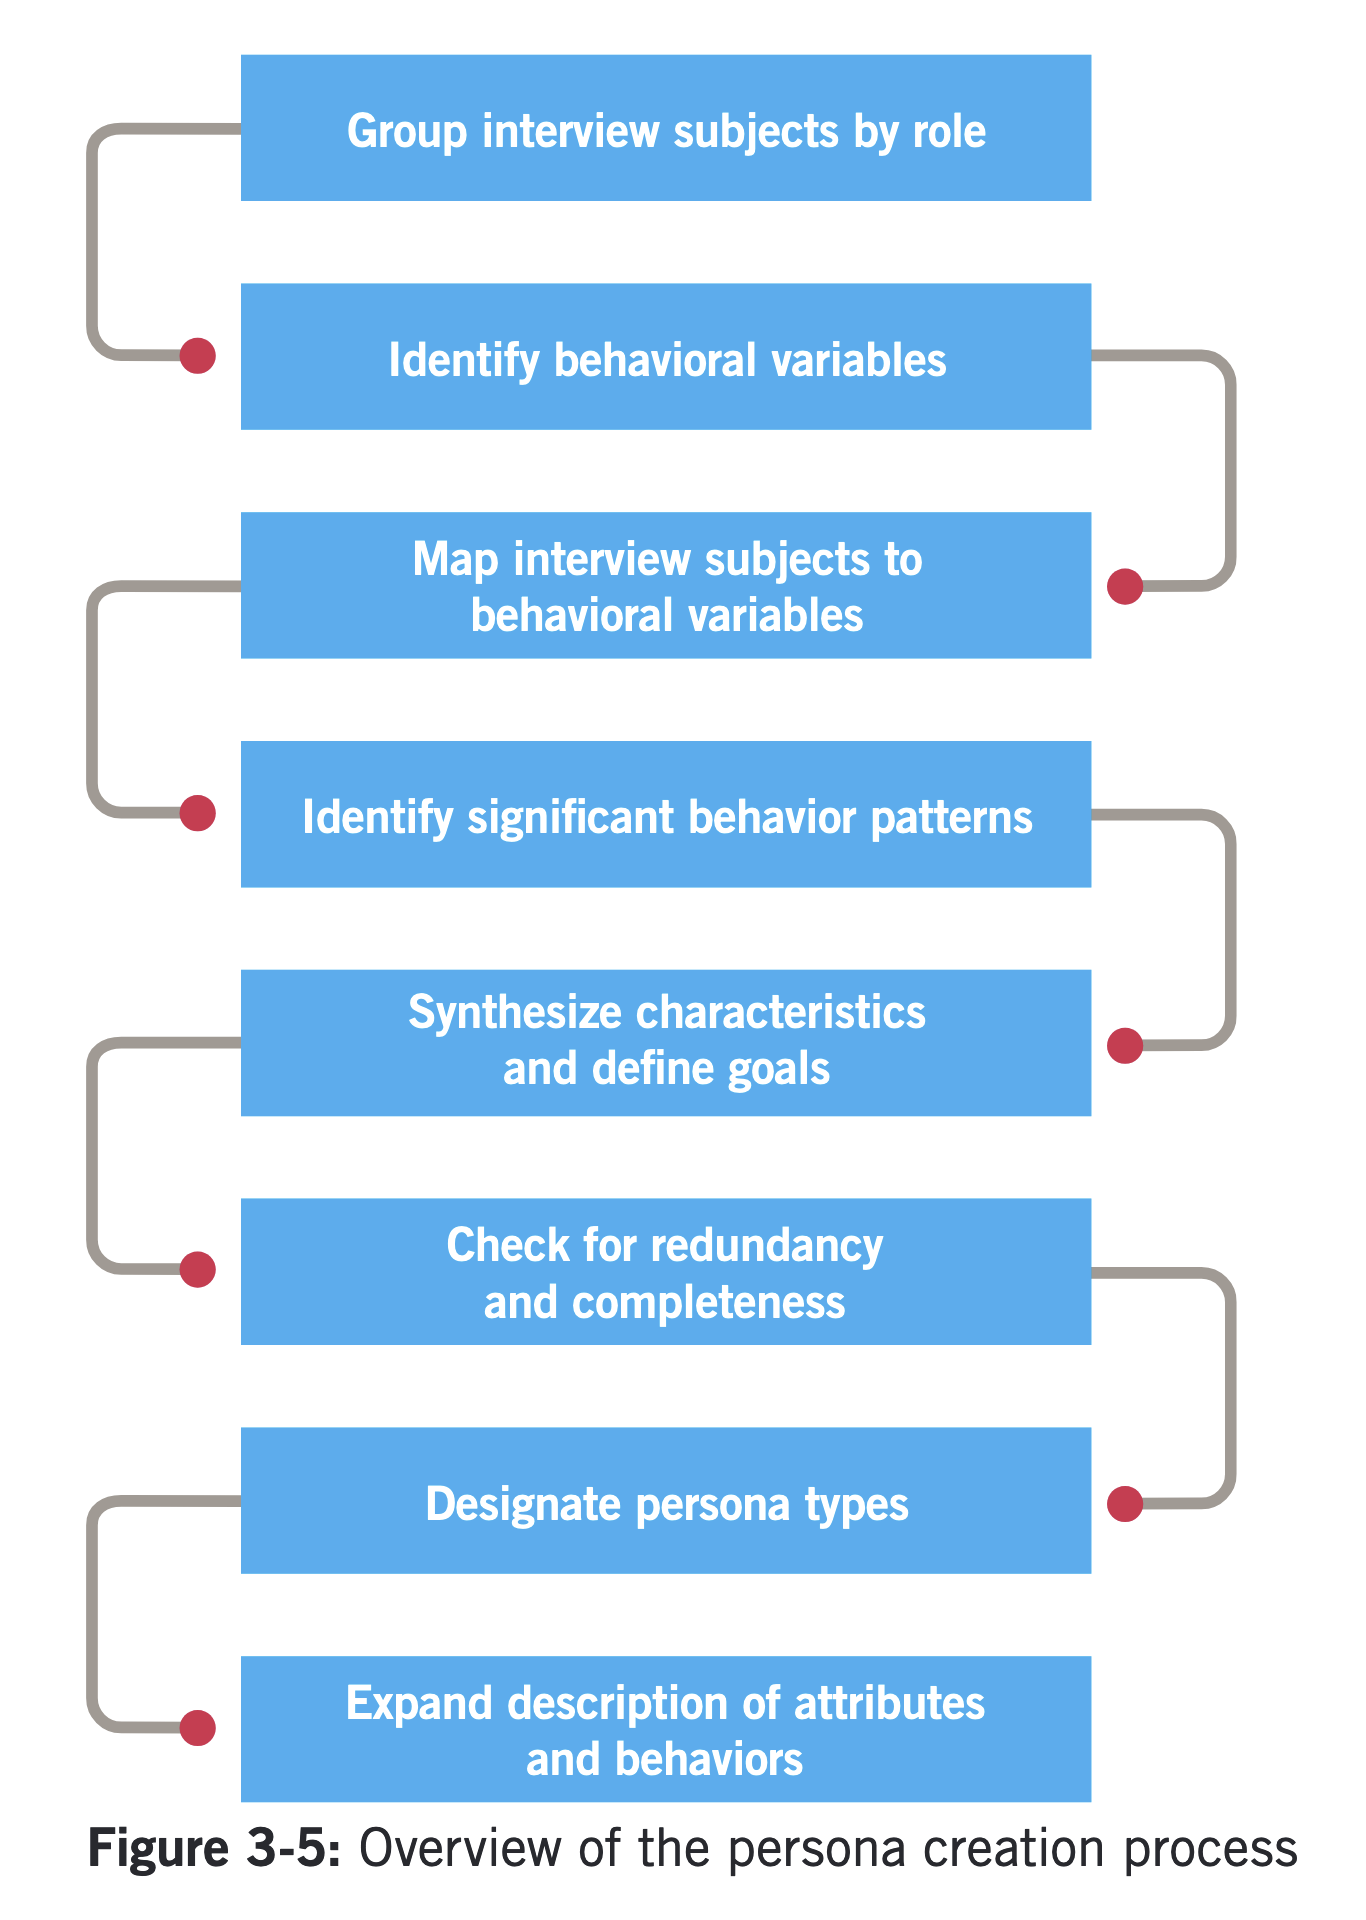 Group interview subjects by role
Identify behavioral variables
Map interview subjects to
behavioral variables
Identify significant behavior patterns
Synthesize characteristics
and define goals
Check for redundancy
and completeness
Designate persona types
Expand description of attributes
and behaviors
Figure 3-5: Overview of the persona creation process